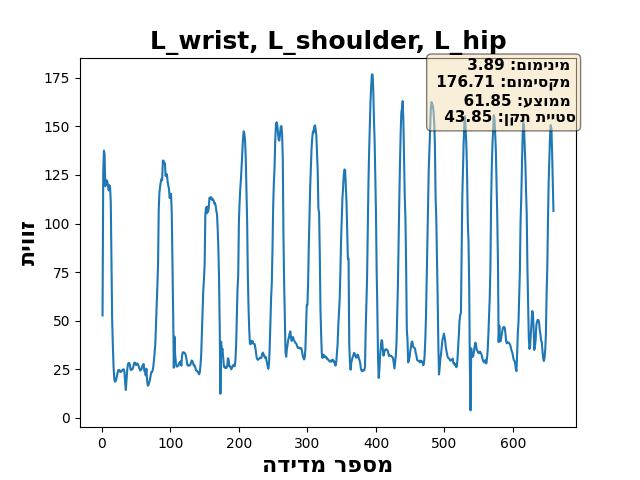 L_wrist, L_shoulder, L_hip
מינימום: 3.89
מקסימום: 176.71
ממוצע: 61.85
סטיית תקן: 43.85
175
150
125
100
75
50
25
0
זווית
0 100 200 300 400 500 600
מספר מדידה